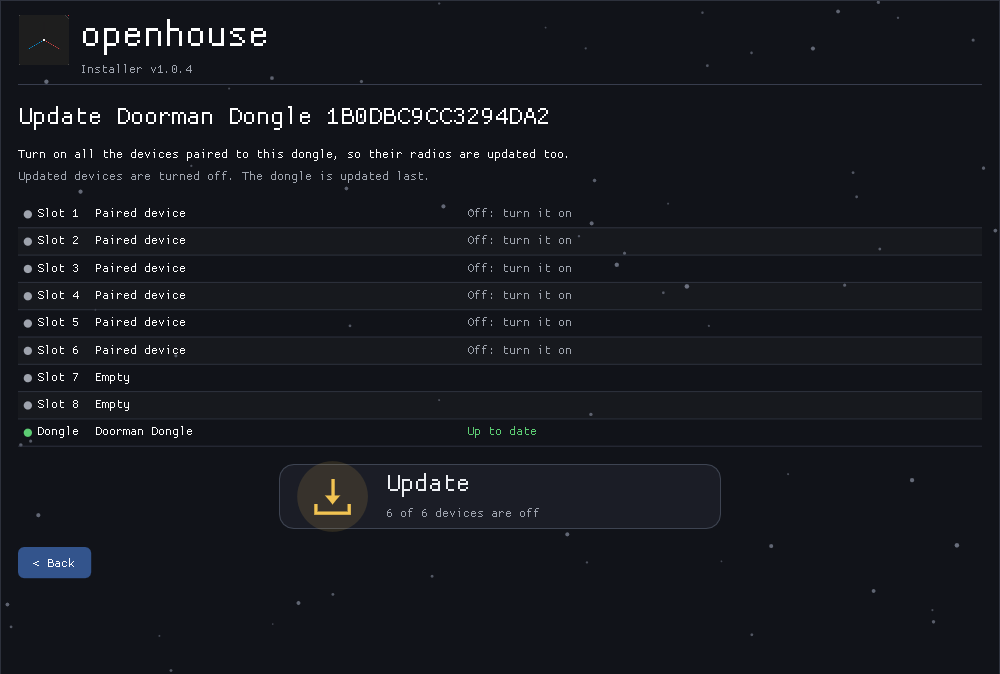 openhouse
Installer v1.0.4
Update Doorman Dongle 1B0DBC9CC3294DA2
Turn on all the devices paired to this dongle, so their radios are updated too.
Updated devices are turned off. The dongle is updated last.
Slot 1 Paired device Off: turn it on
Slot 2 Paired device Off: turn it on
Slot 3 Paired device Off: turn it on
Slot 4 Paired device Off: turn it on
Slot 5 Paired device Off: turn it on
Slot 6 Paired device Off: turn it on
Slot 7 Empty
Slot 8 Empty
Dongle Doorman Dongle Up to date
Update
6 of 6 devices are off
< Back